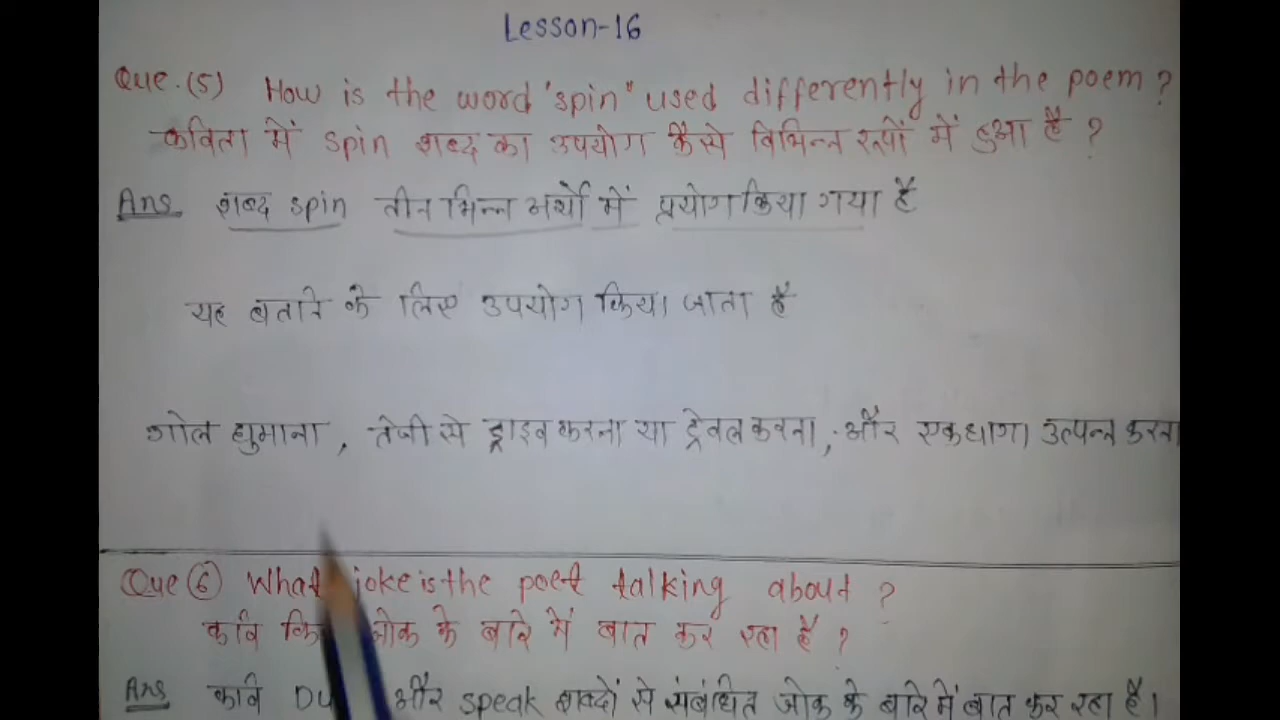 Lesson-16
Que.(5) How is the word "spin" used differently in the poem?
कविता में spin शब्द का उपयोग कैसे विभिन्न रूपों में हुआ है ?
Ans शब्द spin तीन भिन्न अर्थो में प्रयोग किया गया है
यह बताने के लिए उपयोग किया जाता है
गोल घुमाना, तेजी से ड्राइव करना या ट्रेवल करना, और एक धागा उत्पन्न करना
Que 6 What joke is the poet talking about ?
कवि जोक के बारे में बात कर रहा है ?
Ans कवि और speak शब्दों से संबंधित जोक के बारे में बात कर रहा है।